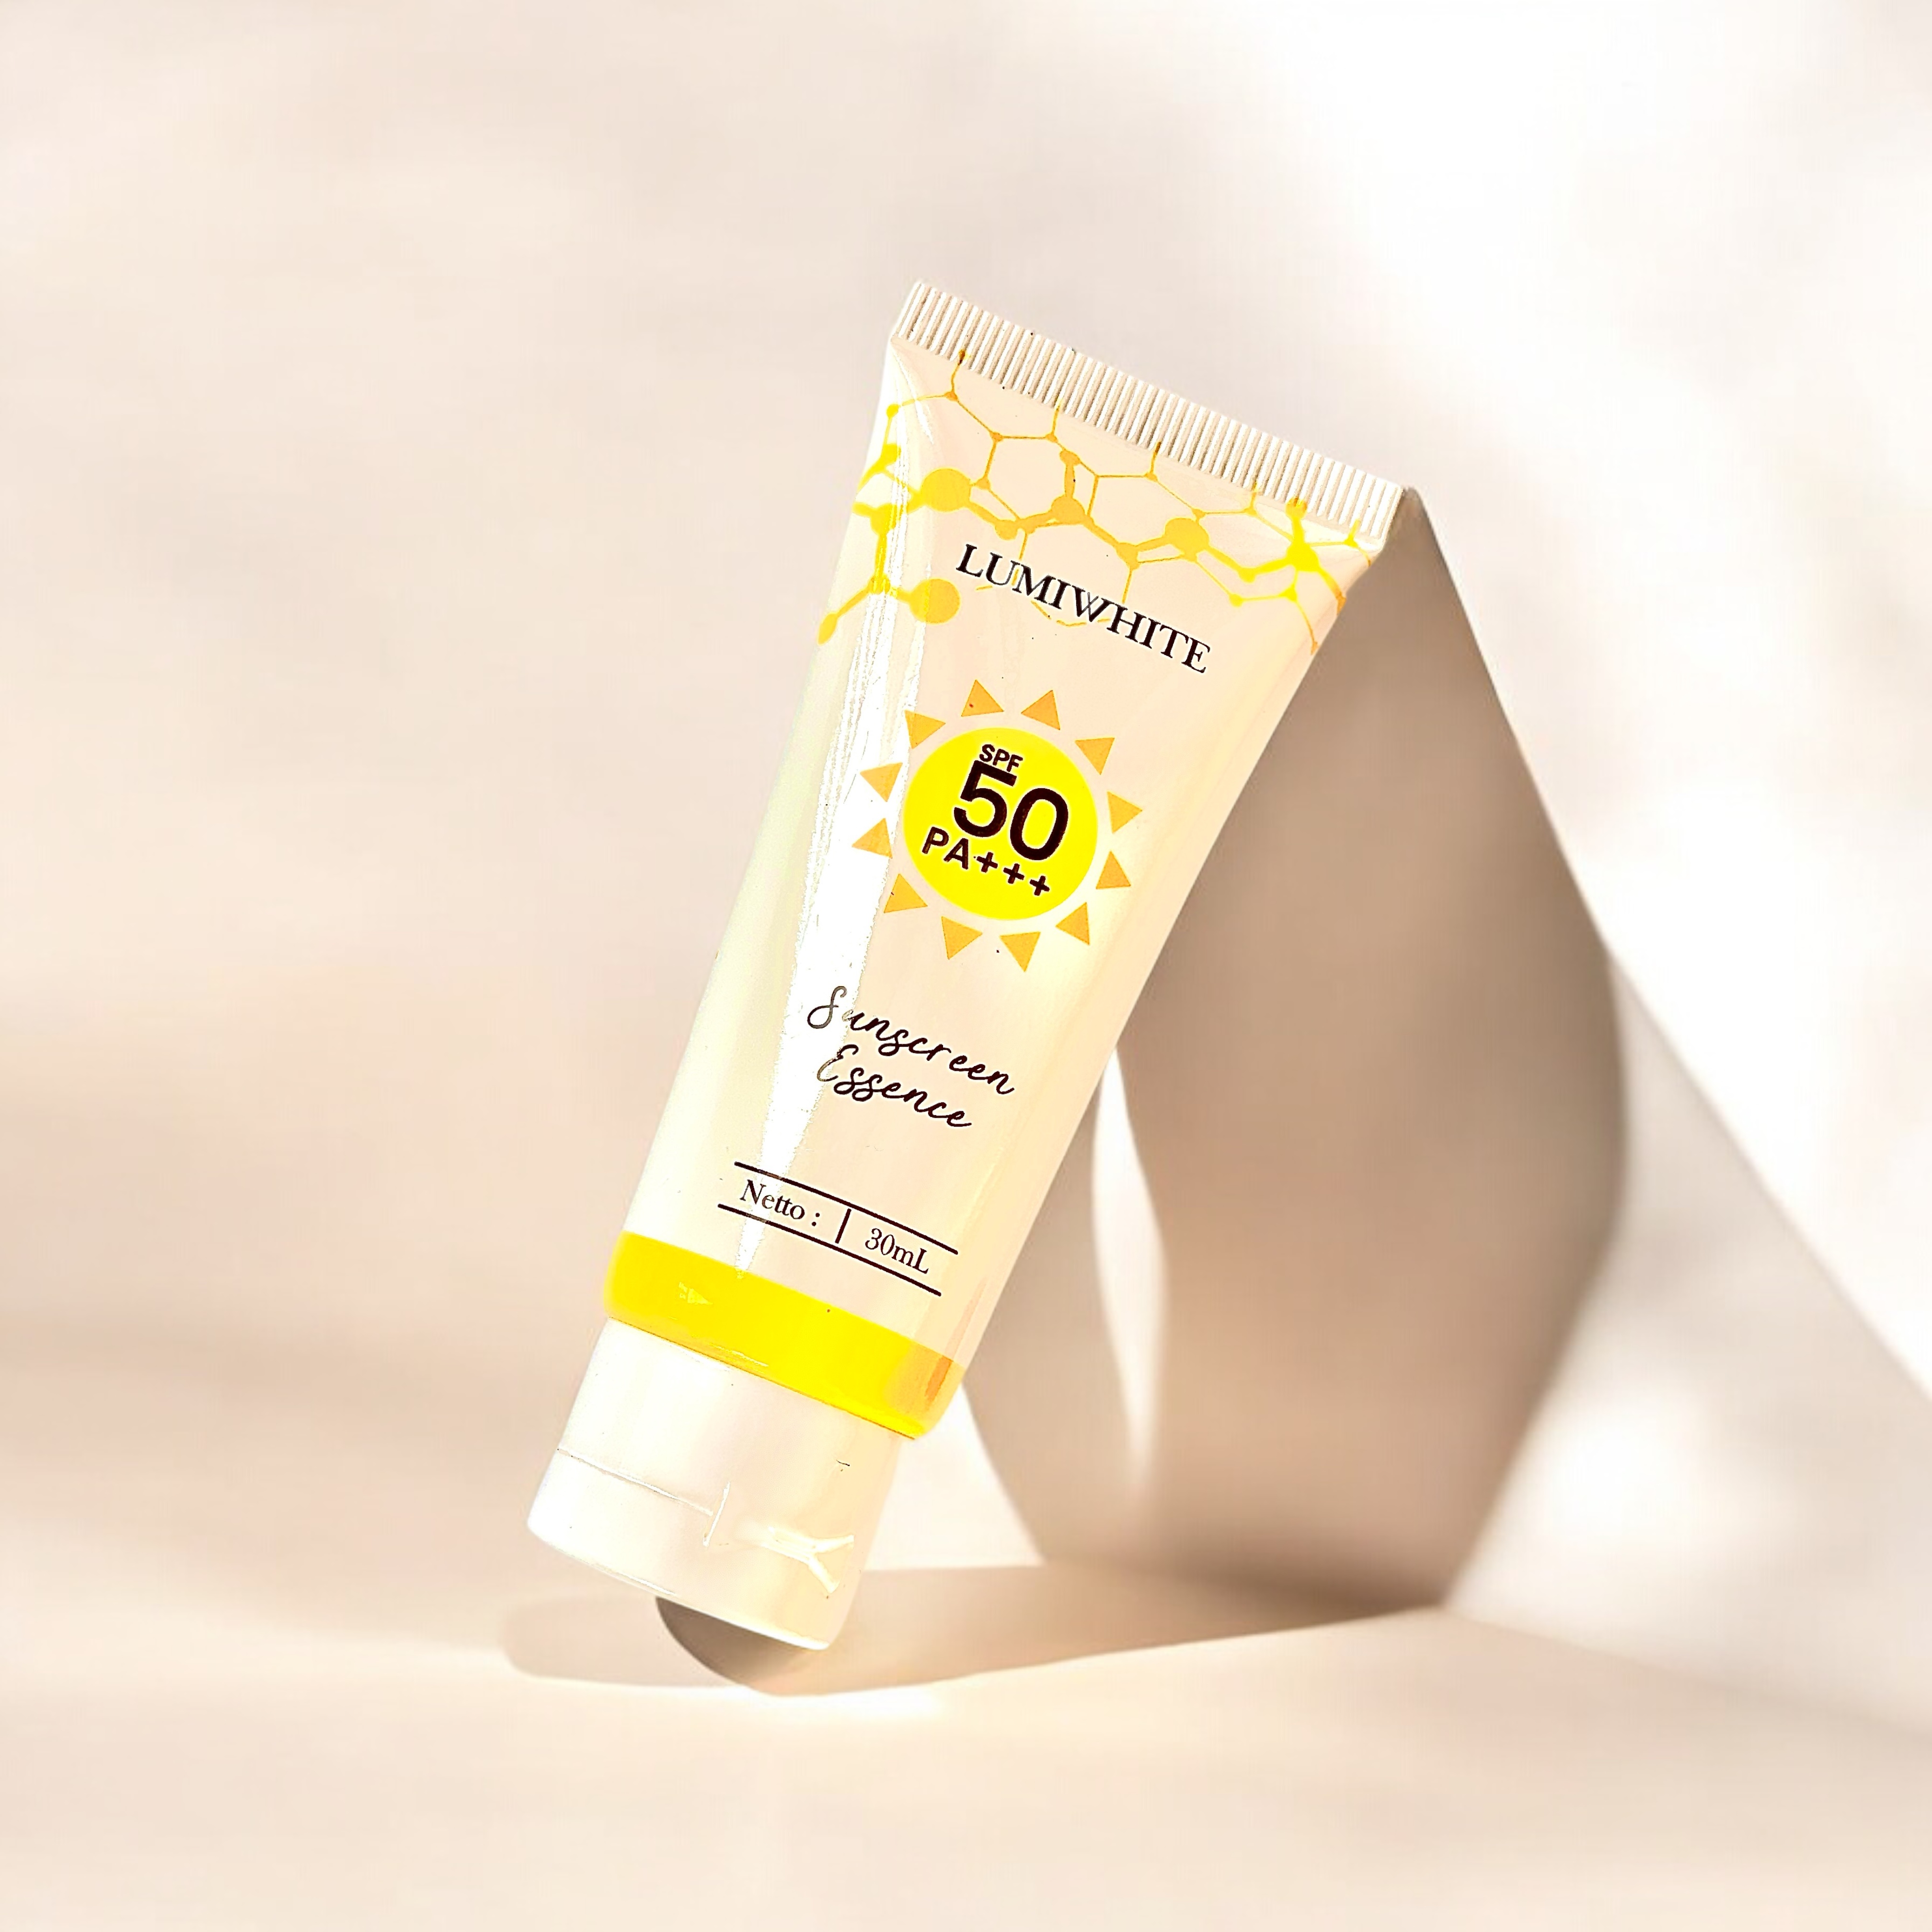 LUMIWHITE
SPF
50
PA+++
Sunscreen
Essence
Netto : | 30mL